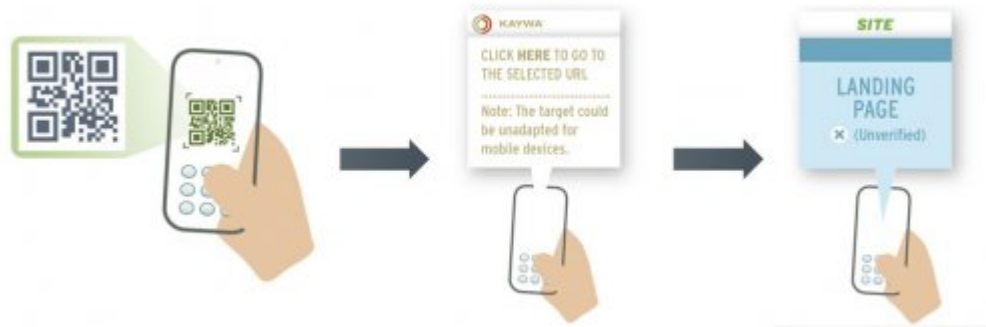 KAYWA
CLICK HERE TO GO TO
THE SELECTED URL
Note: The target could
be unadapted for
mobile devices.
SITE
LANDING
PAGE
(Unverified)